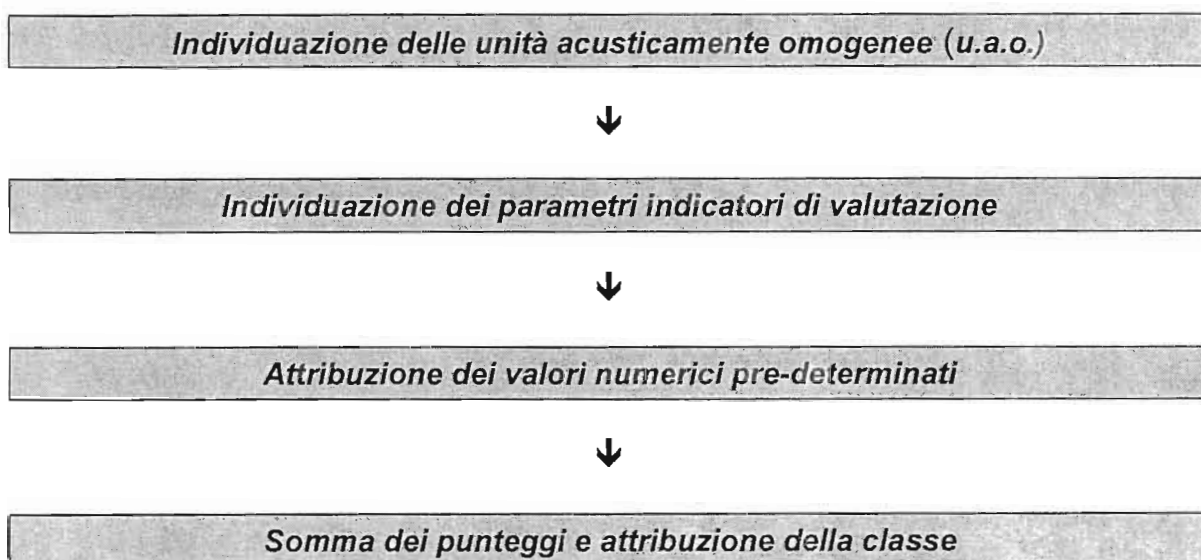 Individuazione delle unità acusticamente omogenee (u.a.o.)
Individuazione dei parametri indicatori di valutazione
Attribuzione dei valori numerici pre-determinati
Somma dei punteggi e attribuzione della classe